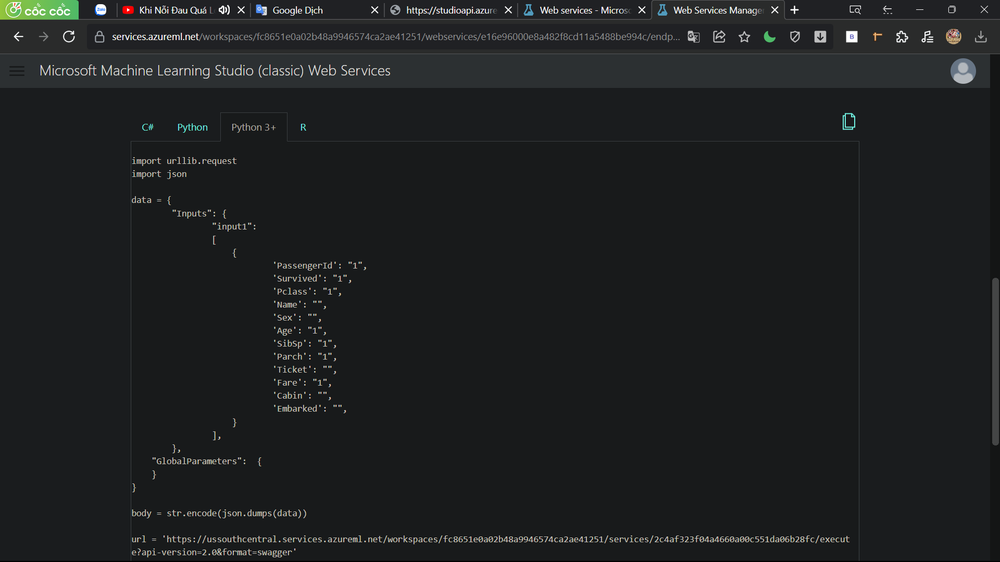 cốc cốc
Zalo
Khi Nỗi Đau Quá L
Google Dịch
https://studioapi.azure
Web services - Microso
Web Services Manage
services.azureml.net/workspaces/fc8651e0a02b48a9946574ca2ae41251/webservices/e16e96000e8a482f8cd11a5488be994c/endp...
B
Microsoft Machine Learning Studio (classic) Web Services
C#
Python
Python 3+
R
import urllib.request
import json
data = {
"Inputs": {
"input1":
[
{
'PassengerId': "1",
'Survived': "1",
'Pclass': "1",
'Name': "",
'Sex': "",
'Age': "1",
'SibSp': "1",
'Parch': "1",
'Ticket': "",
'Fare': "1",
'Cabin': "",
'Embarked': "",
}
],
},
"GlobalParameters": {
}
}
body = str.encode(json.dumps(data))
url = 'https://ussouthcentral.services.azureml.net/workspaces/fc8651e0a02b48a9946574ca2ae41251/services/2c4af323f04a4660a00c551da06b28fc/execut
e?api-version=2.0&format=swagger'